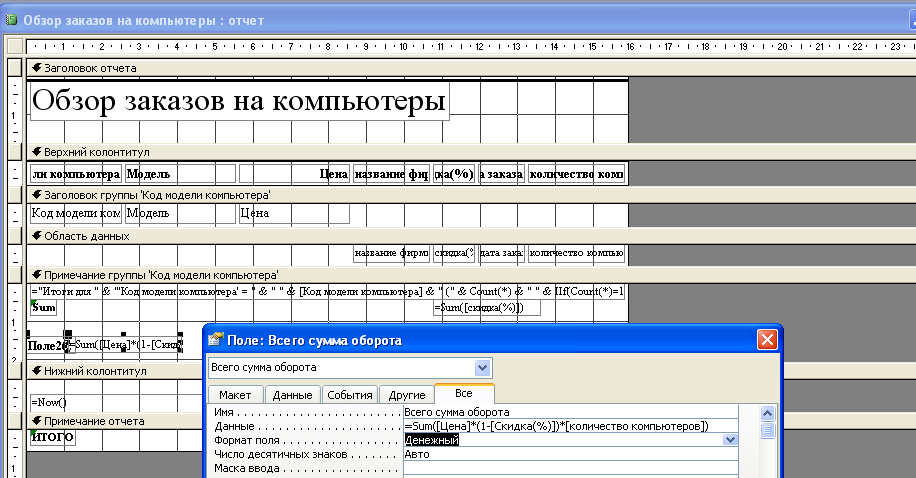 Обзор заказов на компьютеры : отчет
1 2 3 4 5 6 7 8 9 10 11 12 13 14 15 16 17 18 19 20 21 22 23
Заголовок отчета
Обзор заказов на компьютеры
1
Верхний колонтитул
ли компьютера Модель Цена название фир ка(%) а заказа количество комп
Заголовок группы 'Код модели компьютера'
Код модели ком Модель Цена
Область данных
название фирм скидка(% дата зака количество компью
Примечание группы 'Код модели компьютера'
="Итоги для " & "'Код модели компьютера' = " & " " & [Код модели компьютера] & " (" & Count(*) & " " & IIf(Count(*)=1
Sum =Sum([скидка(%)])
1
Поле2 =Sum([Цена]*(1-[Скид
2
Нижний колонтитул
=Now()
Примечание отчета
ИТОГО
1
Поле: Всего сумма оборота
Всего сумма оборота
Макет Данные События Другие Все
Имя Всего сумма оборота
Данные =Sum([Цена]*(1-[Скидка(%)])*[количество компьютеров])
Формат поля Денежный
Число десятичных знаков Авто
Маска ввода